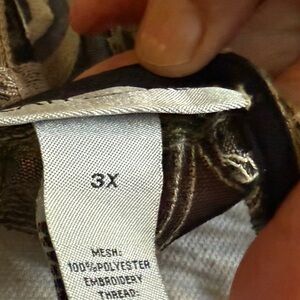 3X
MESH:
100%POLYESTER
EMBROIDERY
THREAD: